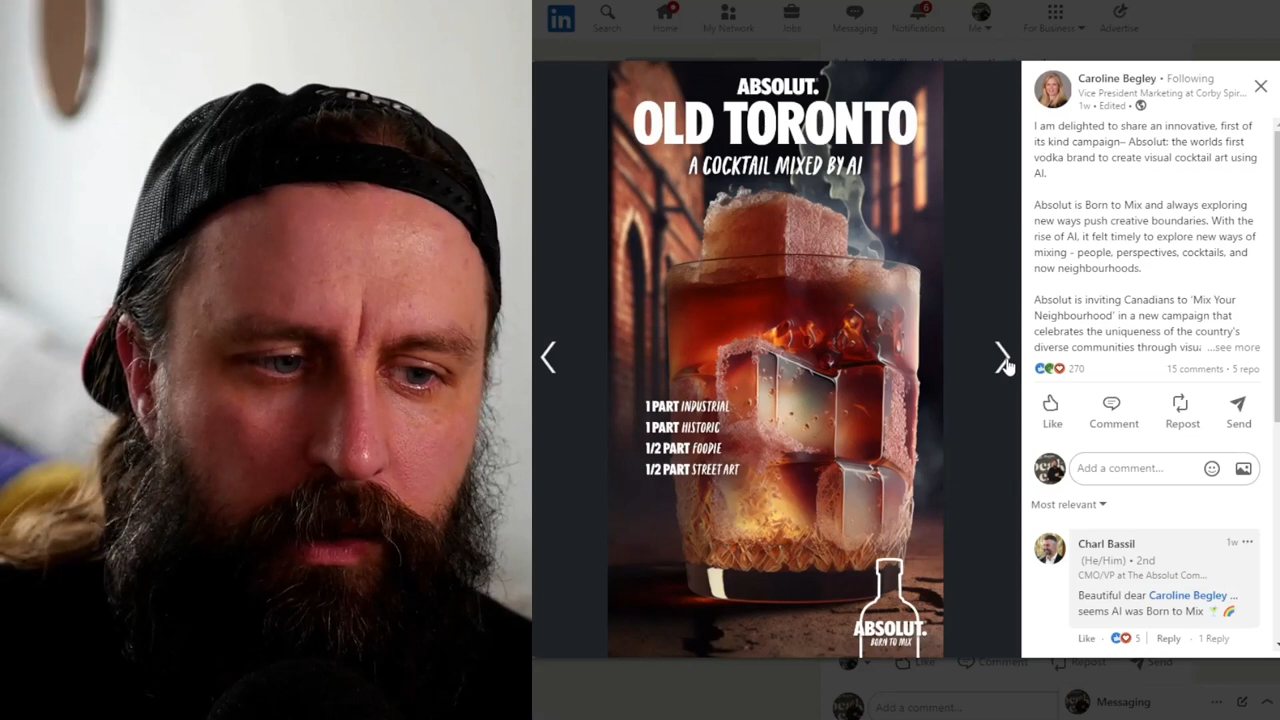 UFC
in
Search
Home
My Network
Jobs
Messaging
6
Notifications
Me
For Business
Advertise
ABSOLUT.
OLD TORONTO
A COCKTAIL MIXED BY AI
1 PART INDUSTRIAL
1 PART HISTORIC
1/2 PART FOODIE
1/2 PART STREET ART
ABSOLUT.
BORN TO MIX
Caroline Begley • Following
Vice President Marketing at Corby Spir...
1w • Edited •
I am delighted to share an innovative, first of
its kind campaign– Absolut: the worlds first
vodka brand to create visual cocktail art using
AI.
Absolut is Born to Mix and always exploring
new ways push creative boundaries. With the
rise of AI, it felt timely to explore new ways of
mixing - people, perspectives, cocktails, and
now neighbourhoods.
Absolut is inviting Canadians to ‘Mix Your
Neighbourhood’ in a new campaign that
celebrates the uniqueness of the country’s
diverse communities through visu: ...see more
270
15 comments • 5 repo
Like
Comment
Repost
Send
Add a comment...
Most relevant
Charl Bassil
1w
(He/Him) • 2nd
CMO/VP at The Absolut Com...
Beautiful dear Caroline Begley ...
seems AI was Born to Mix
Like · 5 | Reply · 1 Reply
Like
Comment
Repost
Send
Add a comment...
Messaging